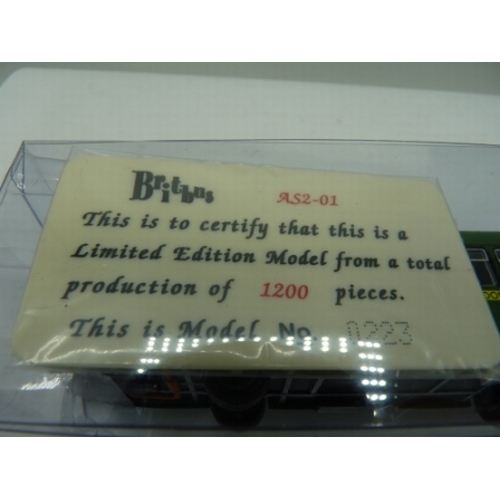 Britbus AS2-01
This is to certify that this is a
Limited Edition Model from a total
production of 1200 pieces.
This is Model No. 0223